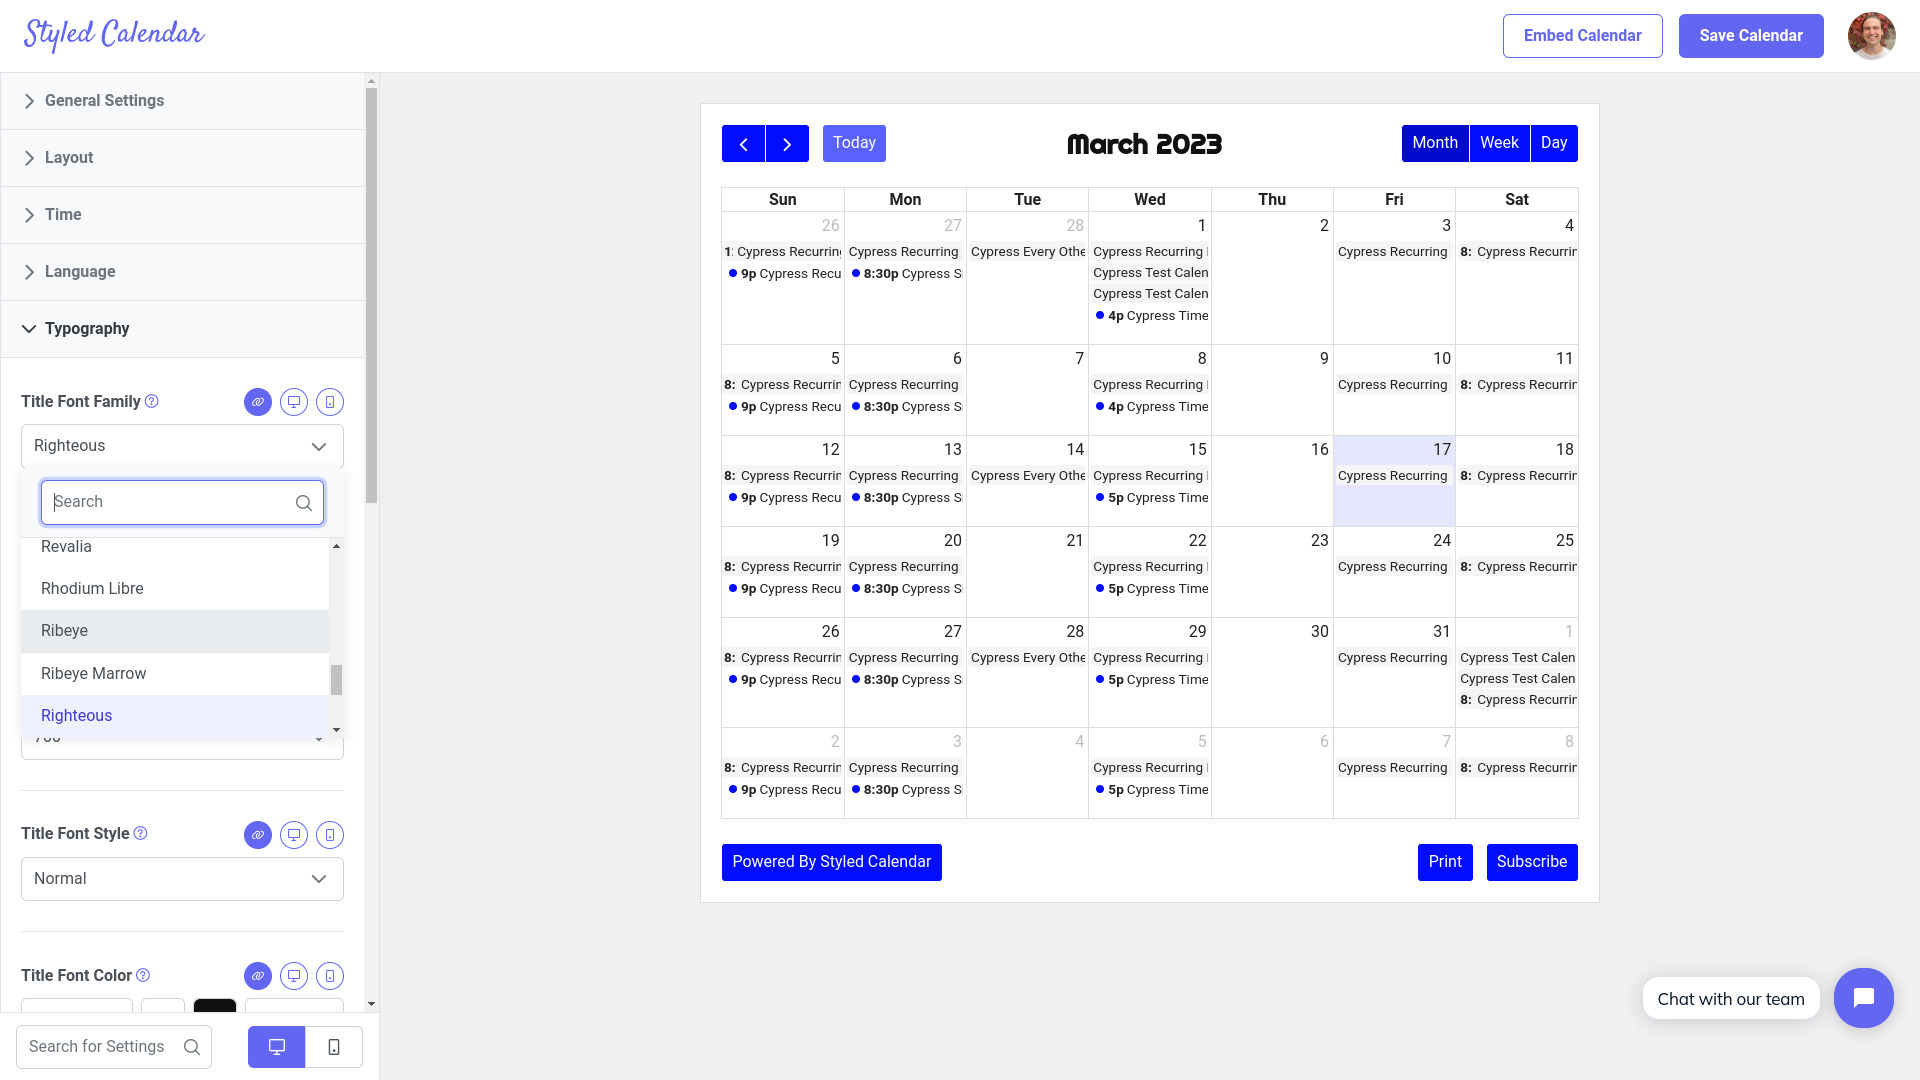 Styled Calendar
Embed Calendar
Save Calendar
General Settings
Layout
Time
Language
Typography
Title Font Family
Righteous
Search
Revalia
Rhodium Libre
Ribeye
Ribeye Marrow
Righteous
Title Font Style
Normal
Title Font Color
Search for Settings
Today
March 2023
Month Week Day
Sun Mon Tue Wed Thu Fri Sat
26 27 28 1 2 3 4
Cypress Recurring Cypress Recurring Cypress Every Othe Cypress Recurring Cypress Recurring 8: Cypress Recurrin
9p Cypress Recu 8:30p Cypress S Cypress Test Calen
Cypress Test Calen
4p Cypress Time
5 6 7 8 9 10 11
8: Cypress Recurrin Cypress Recurring Cypress Recurring Cypress Recurring 8: Cypress Recurrin
9p Cypress Recu 8:30p Cypress S 4p Cypress Time
12 13 14 15 16 17 18
8: Cypress Recurrin Cypress Recurring Cypress Every Othe Cypress Recurring Cypress Recurring 8: Cypress Recurrin
9p Cypress Recu 8:30p Cypress S 5p Cypress Time
19 20 21 22 23 24 25
8: Cypress Recurrin Cypress Recurring Cypress Recurring Cypress Recurring 8: Cypress Recurrin
9p Cypress Recu 8:30p Cypress S 5p Cypress Time
26 27 28 29 30 31 1
8: Cypress Recurrin Cypress Recurring Cypress Every Othe Cypress Recurring Cypress Recurring Cypress Test Calen
9p Cypress Recu 8:30p Cypress S 5p Cypress Time Cypress Test Calen
8: Cypress Recurrin
2 3 4 5 6 7 8
8: Cypress Recurrin Cypress Recurring Cypress Recurring Cypress Recurring 8: Cypress Recurrin
9p Cypress Recu 8:30p Cypress S 5p Cypress Time
Powered By Styled Calendar
Print
Subscribe
Chat with our team